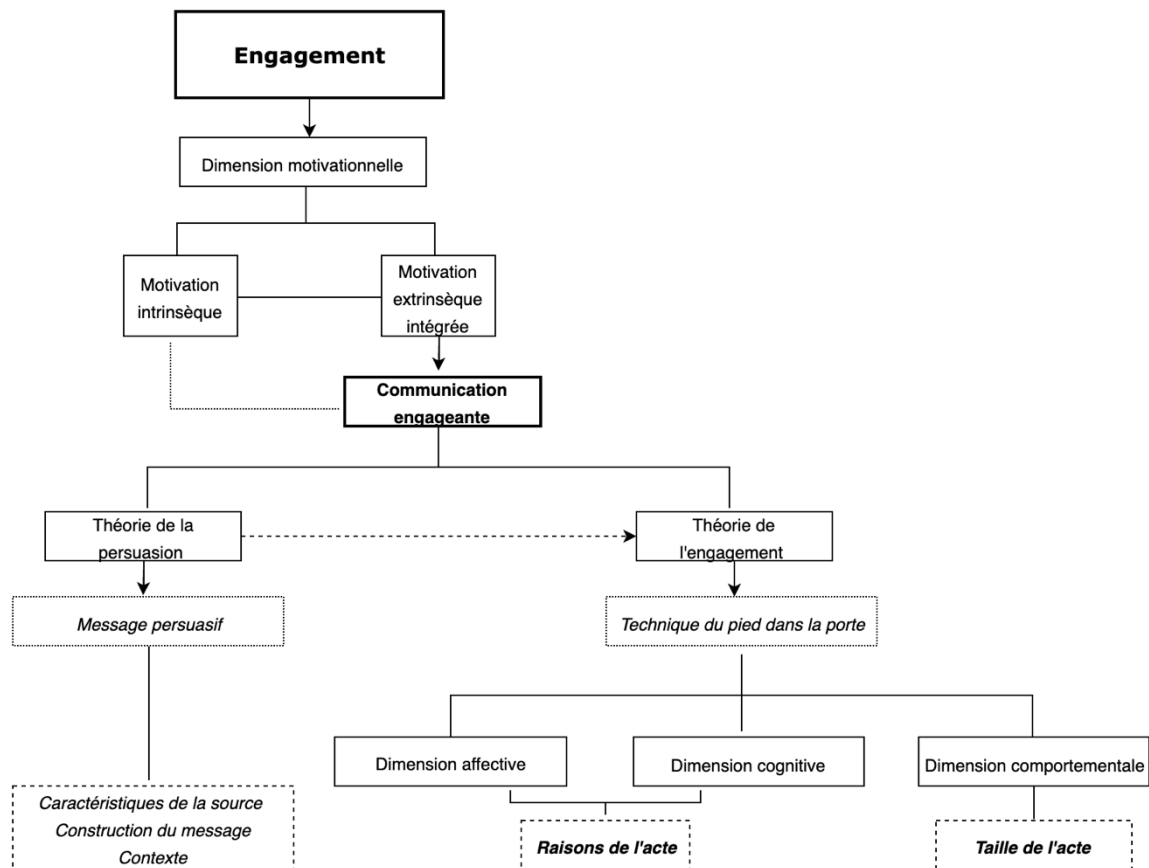 Engagement
Dimension motivationnelle
Motivation
intrinsèque
Motivation
extrinsèque
intégrée
Communication
engageante
Théorie de la
persuasion
Théorie de
l'engagement
Message persuasif
Technique du pied dans la porte
Dimension affective
Dimension cognitive
Dimension comportementale
Caractéristiques de la source
Construction du message
Contexte
Raisons de l'acte
Taille de l'acte